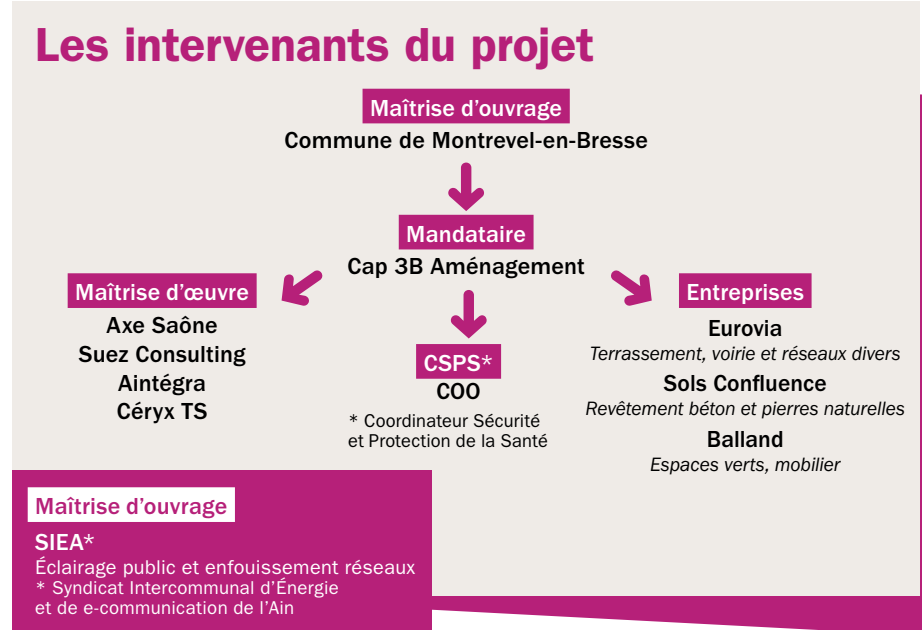 Les intervenants du projet
Maîtrise d'ouvrage
Commune de Montrevel-en-Bresse
Mandataire
Cap 3B Aménagement
Maîtrise d'œuvre
Axe Saône
Suez Consulting
Aintégra
Céryx TS
CSPS*
COO
* Coordinateur Sécurité
et Protection de la Santé
Entreprises
Eurovia
Terrassement, voirie et réseaux divers
Sols Confluence
Revêtement béton et pierres naturelles
Balland
Espaces verts, mobilier
Maîtrise d'ouvrage
SIEA*
Éclairage public et enfouissement réseaux
* Syndicat Intercommunal d'Énergie
et de e-communication de l'Ain